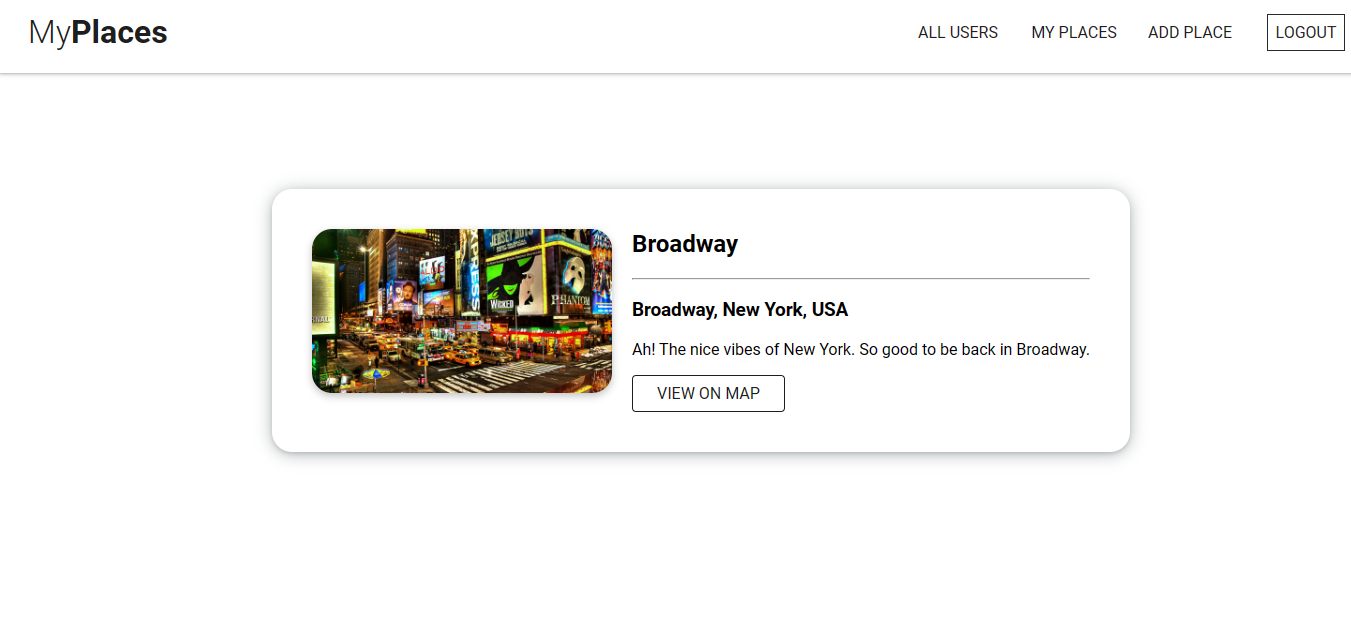 MyPlaces
ALL USERS
MY PLACES
ADD PLACE
LOGOUT
JERSEY BOYS
WICKED
PHANTOM
Broadway
Broadway, New York, USA
Ah! The nice vibes of New York. So good to be back in Broadway.
VIEW ON MAP